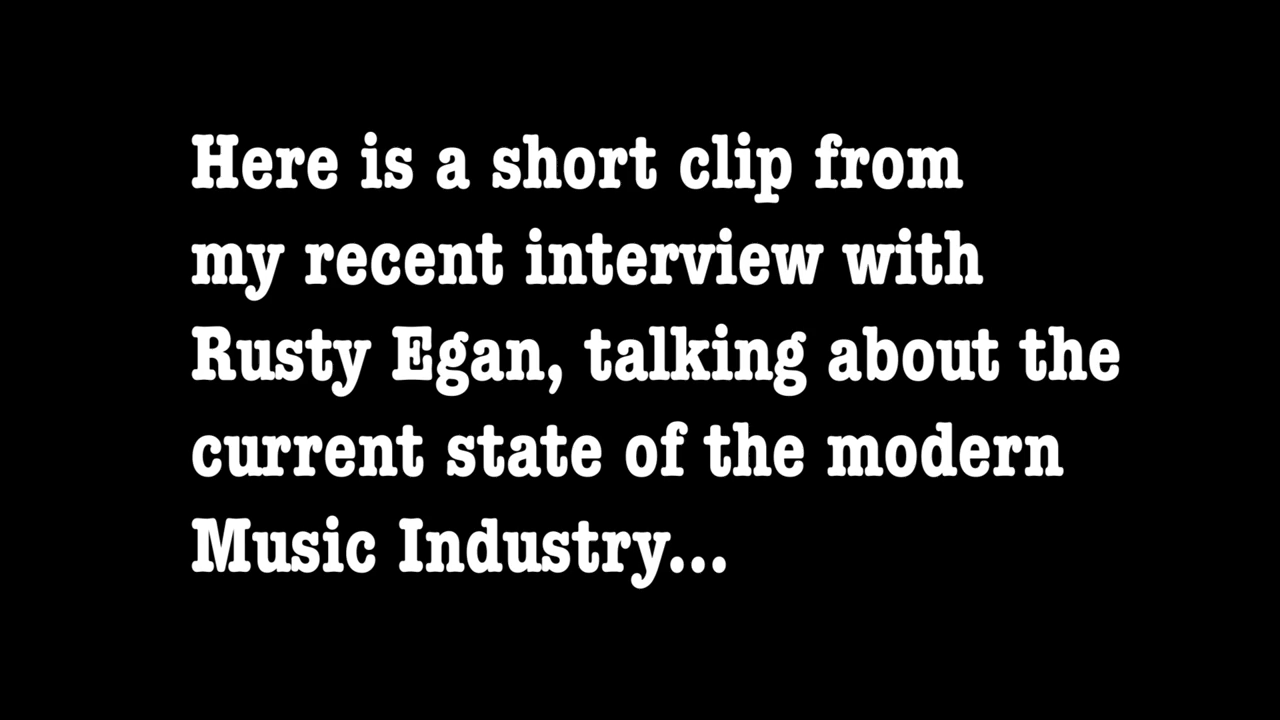 Here is a short clip from
my recent interview with
Rusty Egan, talking about the
current state of the modern
Music Industry...